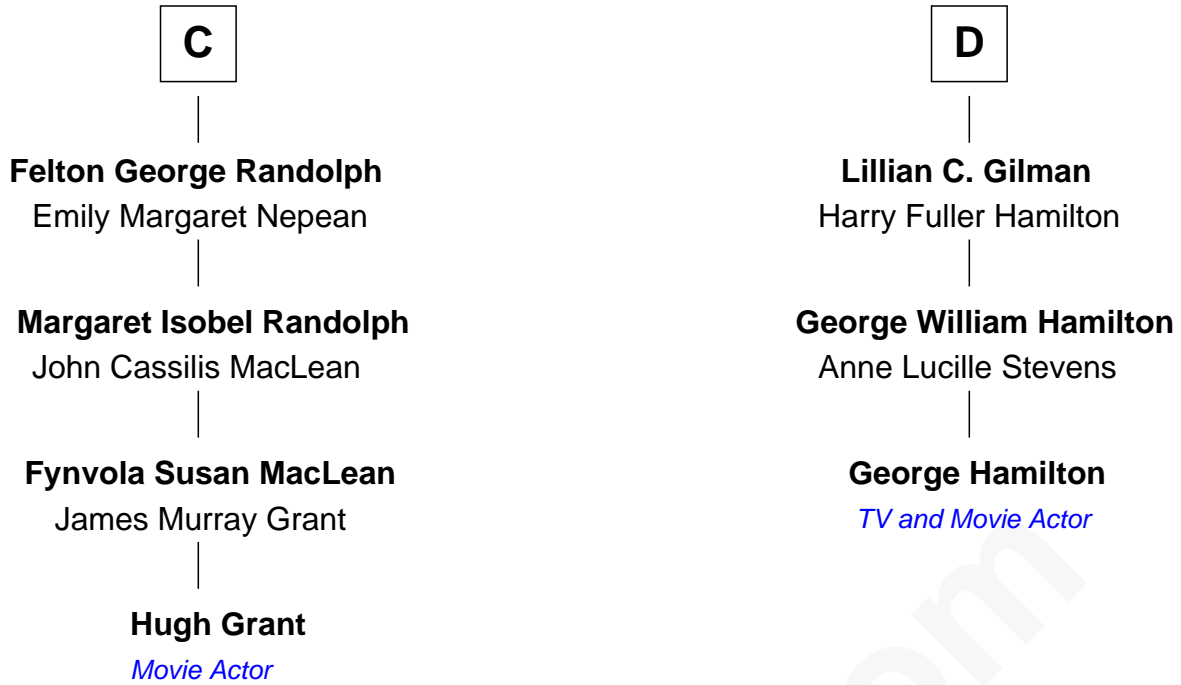 C
Felton George Randolph
Emily Margaret Nepean
Margaret Isobel Randolph
John Cassilis MacLean
Fynvola Susan MacLean
James Murray Grant
Hugh Grant
Movie Actor
D
Lillian C. Gilman
Harry Fuller Hamilton
George William Hamilton
Anne Lucille Stevens
George Hamilton
TV and Movie Actor
om